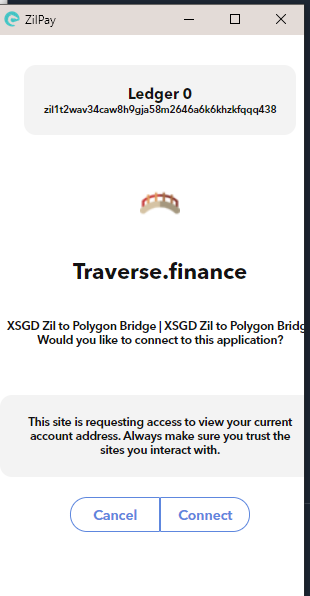 ZilPay
Ledger 0
zil1t2wav34caw8h9gja58m2646a6k6khzkfqqq438
Traverse.finance
XSGD Zil to Polygon Bridge | XSGD Zil to Polygon Bridg
Would you like to connect to this application?
This site is requesting access to view your current
account address. Always make sure you trust the
sites you interact with.
Cancel
Connect